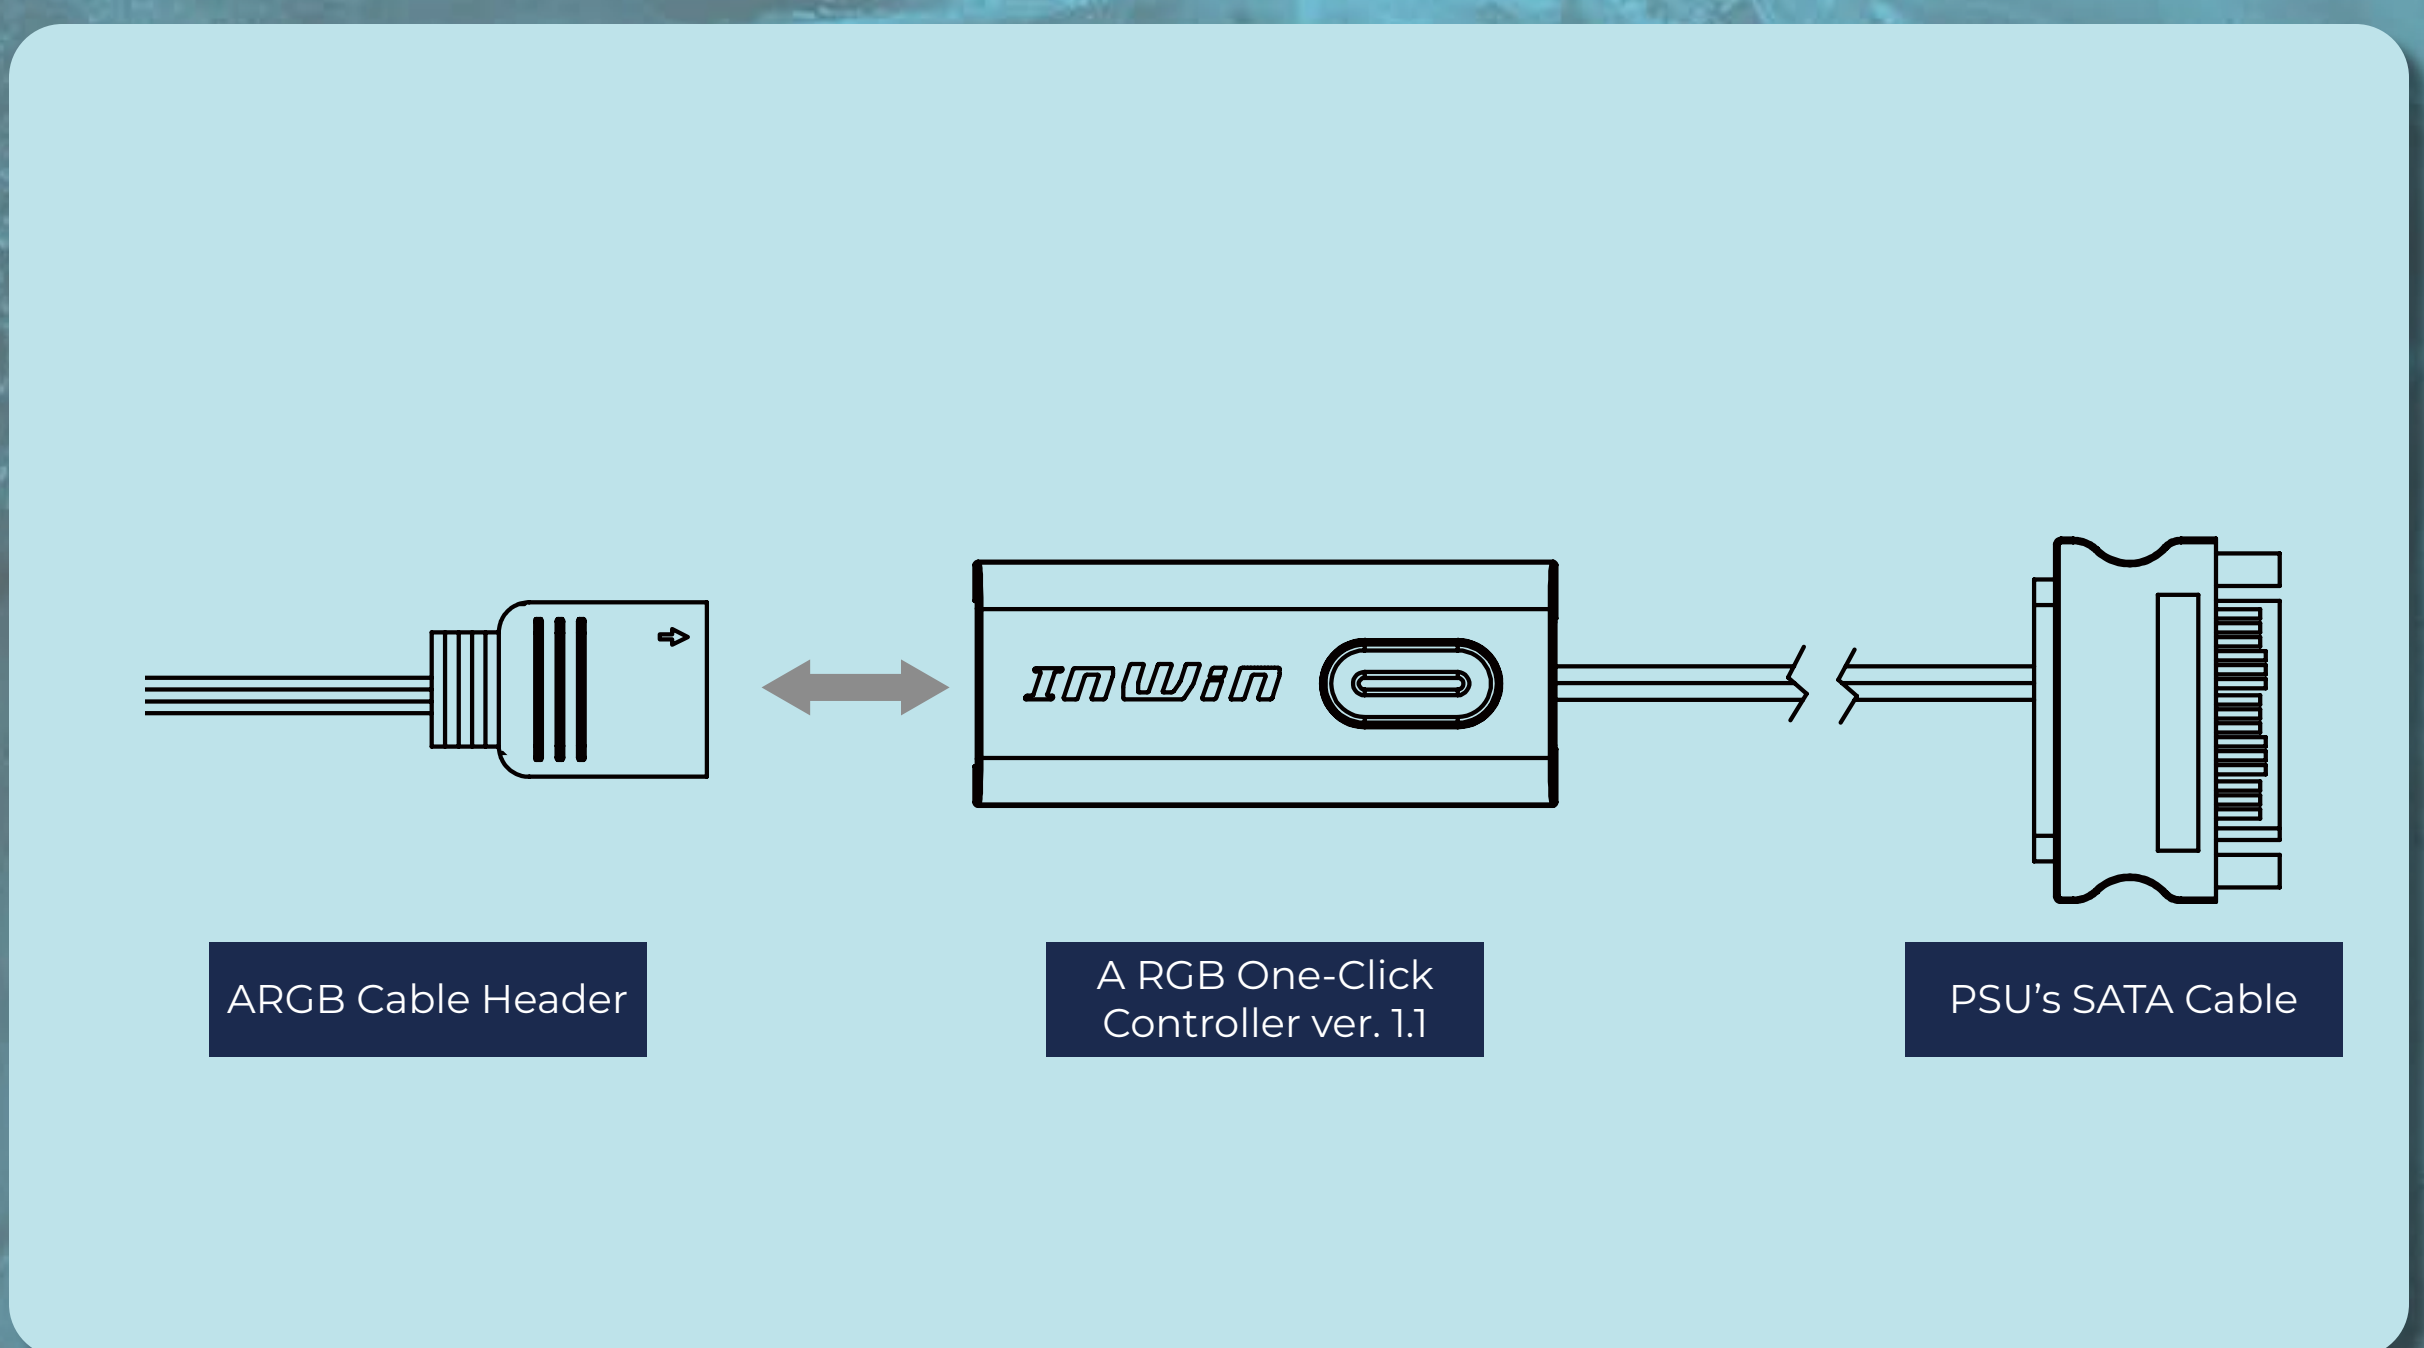 InWin
ARGB Cable Header
A RGB One-Click
Controller ver. 1.1
PSU’s SATA Cable